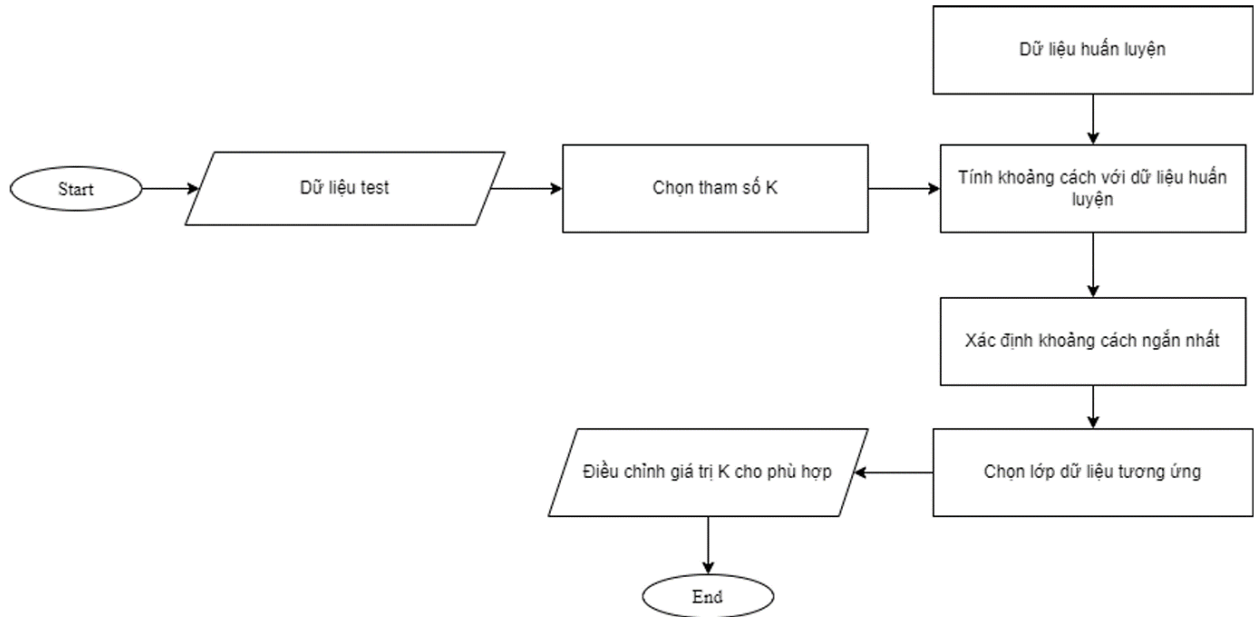 Dữ liệu huấn luyện
Start
Dữ liệu test
Chọn tham số K
Tính khoảng cách với dữ liệu huấn
luyện
Xác định khoảng cách ngắn nhất
Điều chỉnh giá trị K cho phù hợp
Chọn lớp dữ liệu tương ứng
End